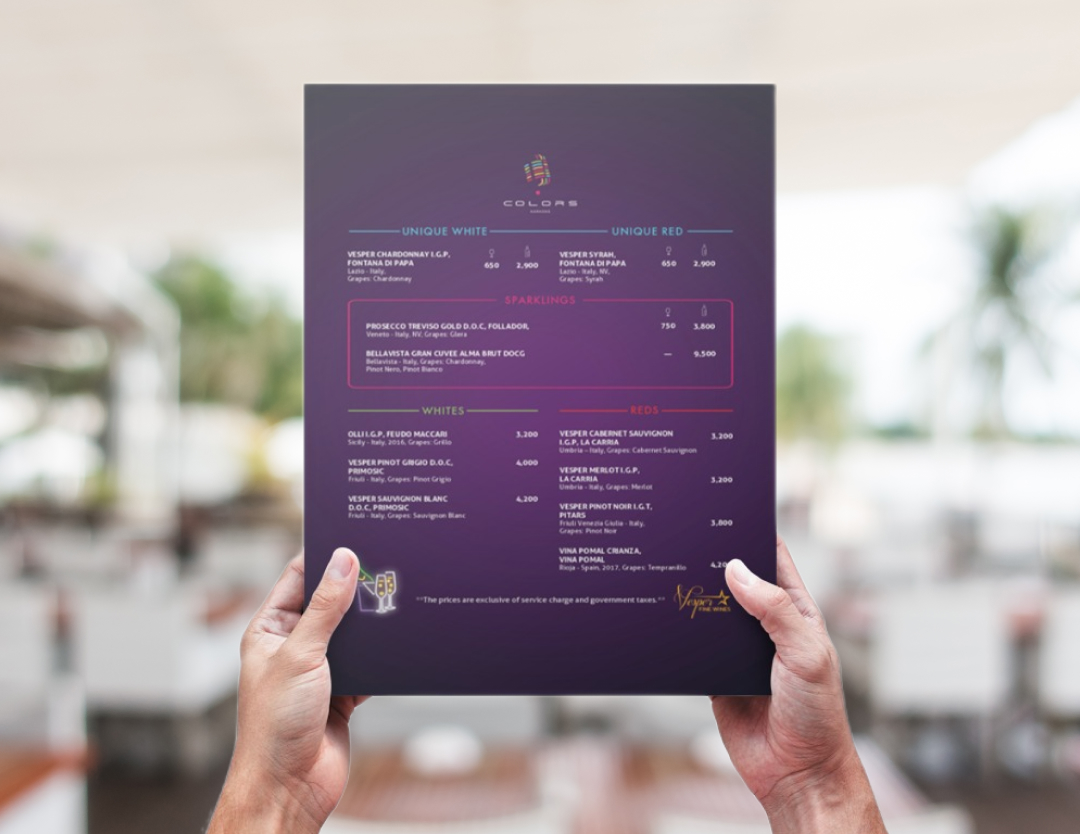 COLORS
UNIQUE WHITE
VESPER CHARDONNAY I.G.P,
FONTANA DI PAPA
650 2,900
Lazio - Italy,
Grapes: Chardonnay
UNIQUE RED
VESPER SYRAH,
FONTANA DI PAPA
650 2,900
Lazio - Italy, NV,
Grapes: Syrah
SPARKLINGS
PROSECCO TREVISO GOLD D.O.C, FOLLADOR,
750 3,800
Veneto - Italy, NV, Grapes: Glera
BELLAVISTA GRAN CUVEE ALMA BRUT DOCG
— 9,500
Bellavista - Italy, Grapes: Chardonnay,
Pinot Nero, Pinot Bianco
WHITES
OLLI I.G.P, FEUDO MACCARI 3,200
Sicily - Italy, 2016, Grapes: Grillo
VESPER PINOT GRIGIO D.O.C, 4,000
PRIMOSIC
Friuli - Italy, Grapes: Pinot Grigio
VESPER SAUVIGNON BLANC 4,200
D.O.C, PRIMOSIC
Friuli - Italy, Grapes: Sauvignon Blanc
REDS
VESPER CABERNET SAUVIGNON 3,200
I.G.P, LA CARRIA
Umbria - Italy, Grapes: Cabernet Sauvignon
VESPER MERLOT I.G.P,
LA CARRIA 3,200
Umbria - Italy, Grapes: Merlot
VESPER PINOT NOIR I.G.T,
PITARS
Friuli Venezia Giulia - Italy, 3,800
Grapes: Pinot Noir
VINA POMAL CRIANZA,
VINA POMAL
Rioja - Spain, 2017, Grapes: Tempranillo 4,20
**The prices are exclusive of service charge and government taxes.**
Vesper
FINE WINES